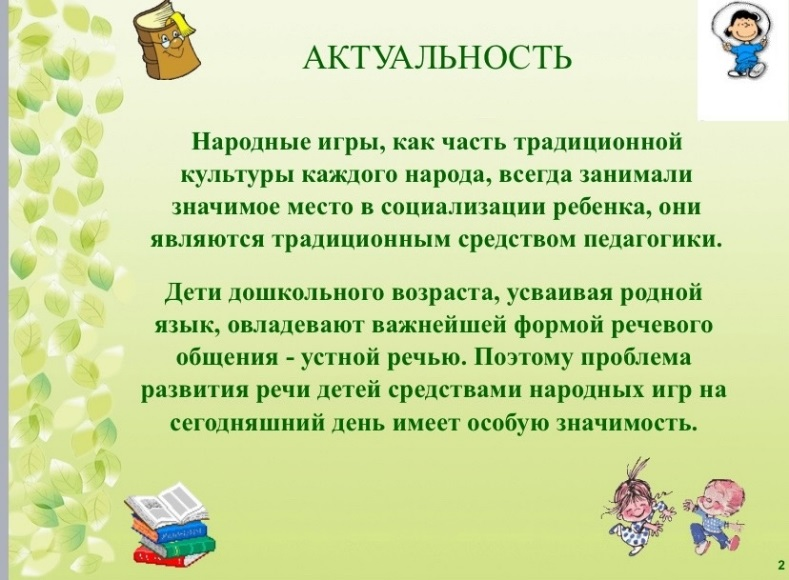 АКТУАЛЬНОСТЬ
Народные игры, как часть традиционной
культуры каждого народа, всегда занимали
значимое место в социализации ребенка, они
являются традиционным средством педагогики.
Дети дошкольного возраста, усваивая родной
язык, овладевают важнейшей формой речевого
общения - устной речью. Поэтому проблема
развития речи детей средствами народных игр на
сегодняшний день имеет особую значимость.
2